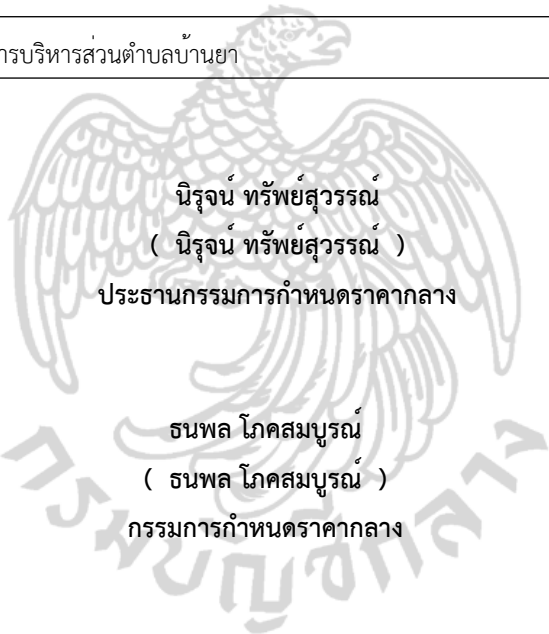 ารบริหารส่วนตำบลบ้านยา
นิรุจน์ ทรัพย์สุวรรณ์
( นิรุจน์ ทรัพย์สุวรรณ์ )
ประธานกรรมการกำหนดราคากลาง
ธนพล โภคสมบูรณ์
( ธนพล โภคสมบูรณ์ )
กรรมการกำหนดราคากลาง
กรมบัญชีกลาง